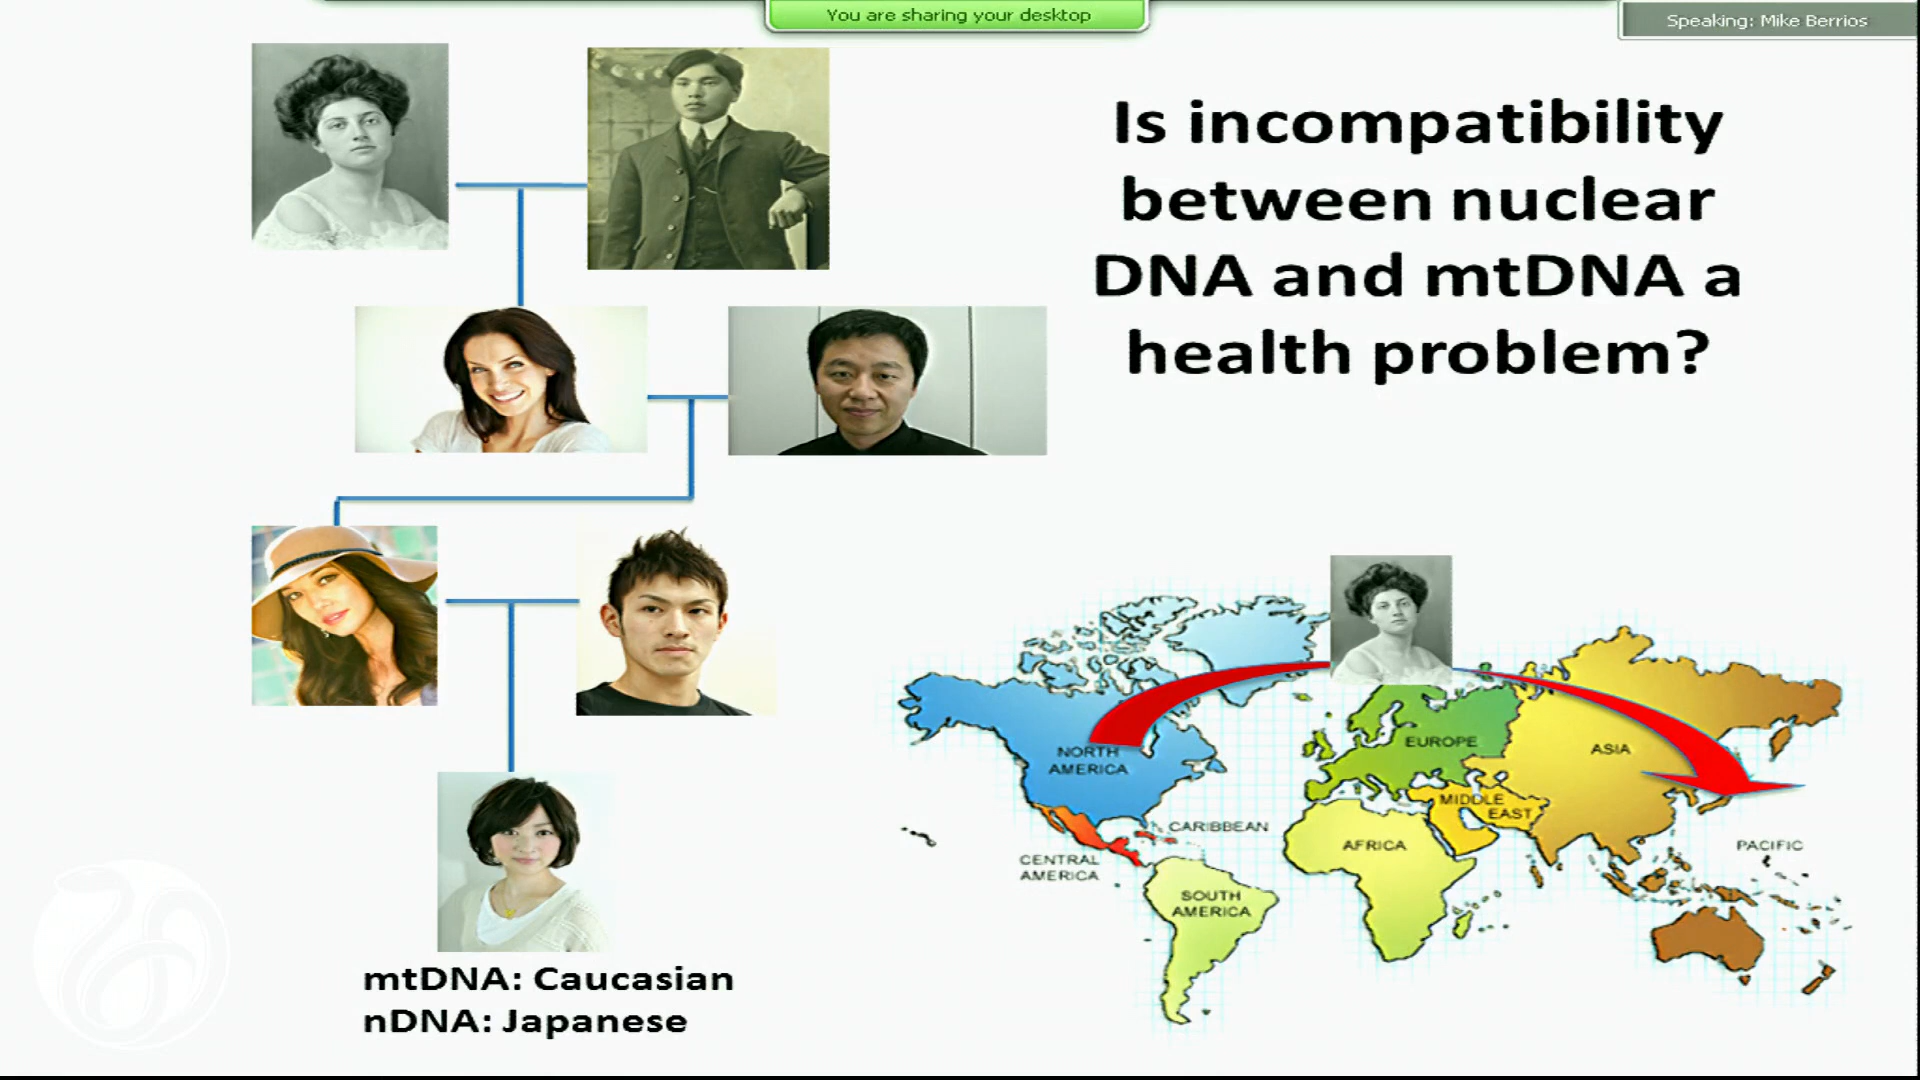 You are sharing your desktop
Speaking: Mike Berrios
Is incompatibility
between nuclear
DNA and mtDNA a
health problem?
NORTH
AMERICA
EUROPE
ASIA
MIDDLE
EAST
CARIBBEAN
CENTRAL
AMERICA
AFRICA
PACIFIC
SOUTH
AMERICA
mtDNA: Caucasian
nDNA: Japanese